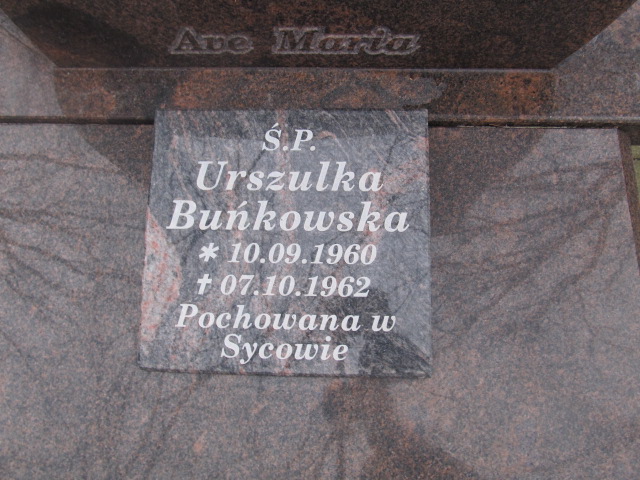 Ave Maria
Ś.P.
Urszulka
Buńkowska
* 10.09.1960
✝ 07.10.1962
Pochowana w
Sycowie